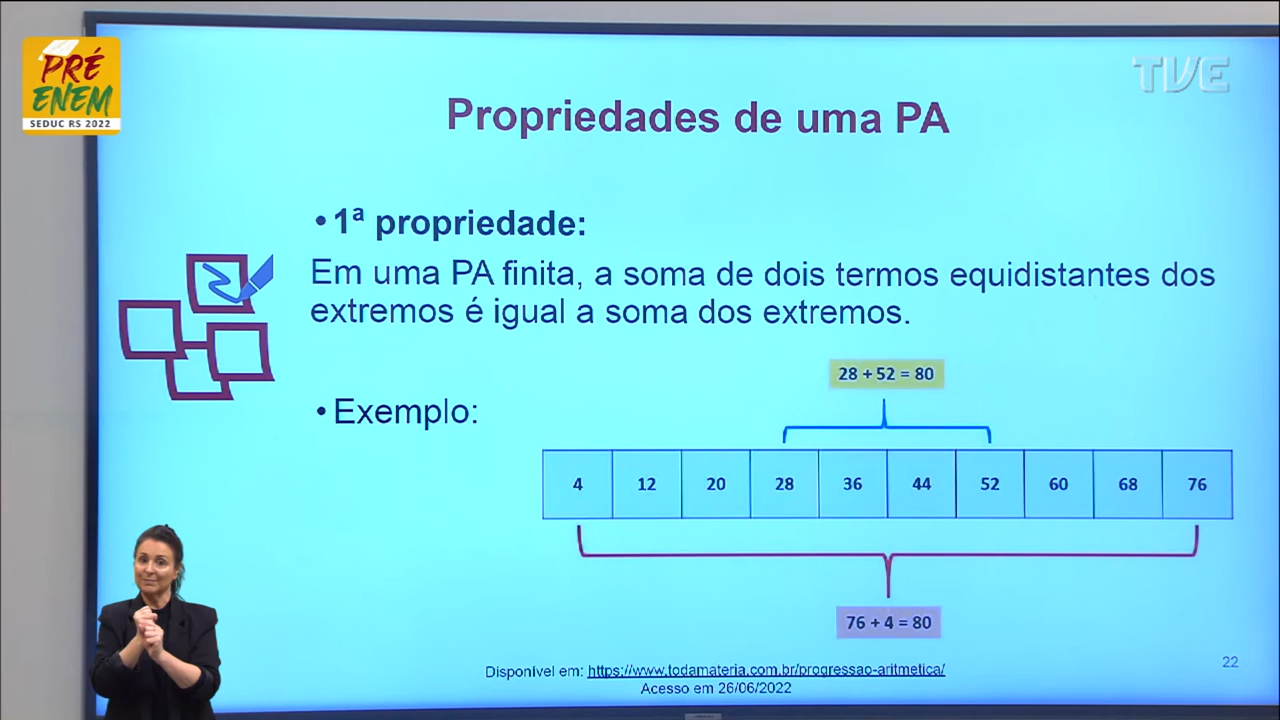 PRÉ
ENEM
SEDUC RS 2022
TVE
Propriedades de uma PA
• 1ª propriedade:
Em uma PA finita, a soma de dois termos equidistantes dos
extremos é igual a soma dos extremos.
28 + 52 = 80
• Exemplo:
4 12 20 28 36 44 52 60 68 76
76 + 4 = 80
Disponível em: https://www.todamateria.com.br/progressao-aritmetica/
Acesso em 26/06/2022
22